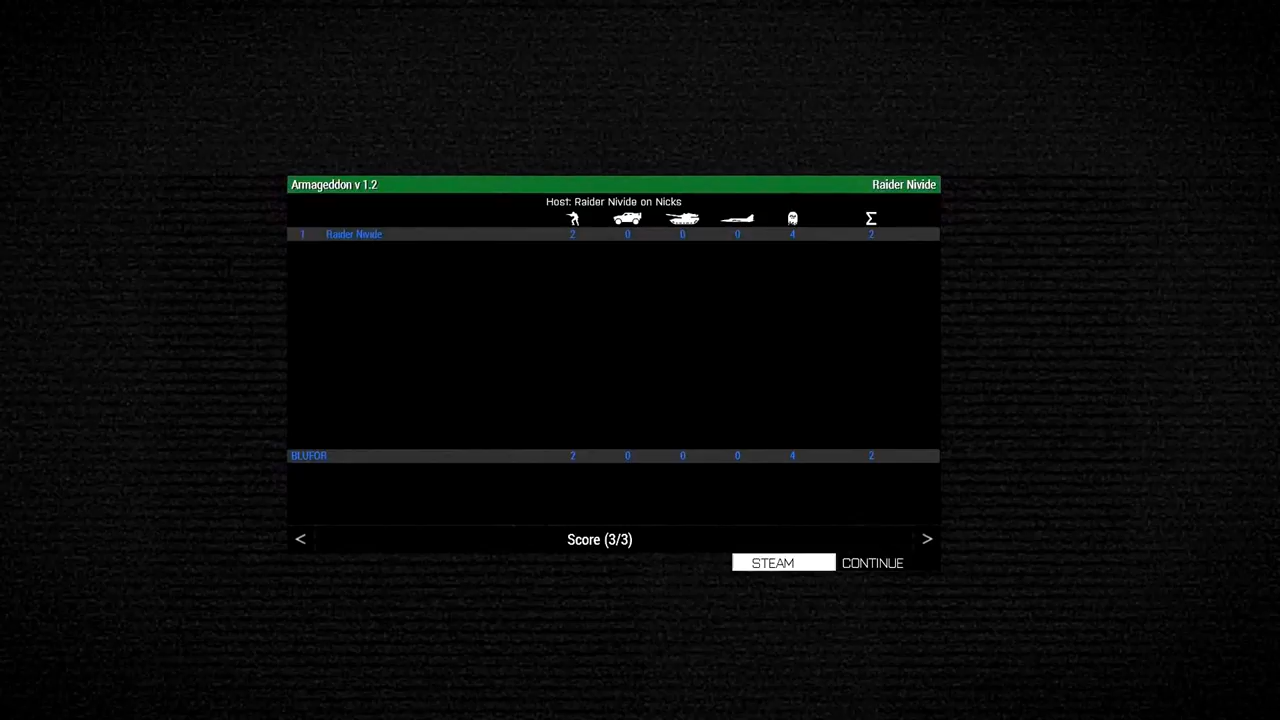 Armageddon v 1.2 Raider Nivide
Host: Raider Nivide on Nicks
Σ
1 Raider Nivide 2 0 0 0 4 2
BLUFOR 2 0 0 0 4 2
< Score (3/3) >
STEAM CONTINUE